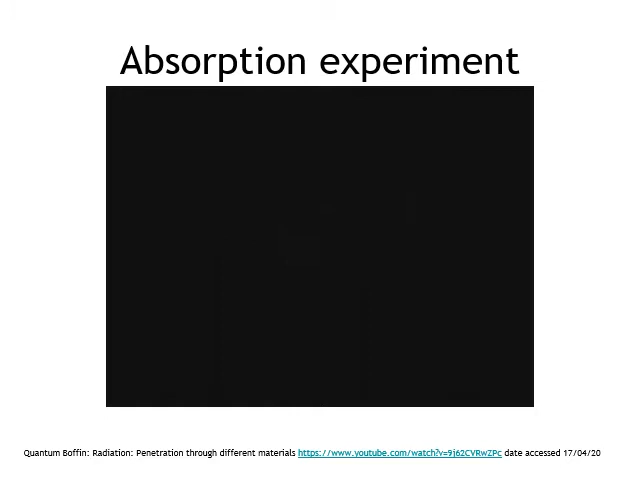 Absorption experiment
Quantum Boffin: Radiation: Penetration through different materials https://www.youtube.com/watch?v=9j62CVRwZPc date accessed 17/04/20